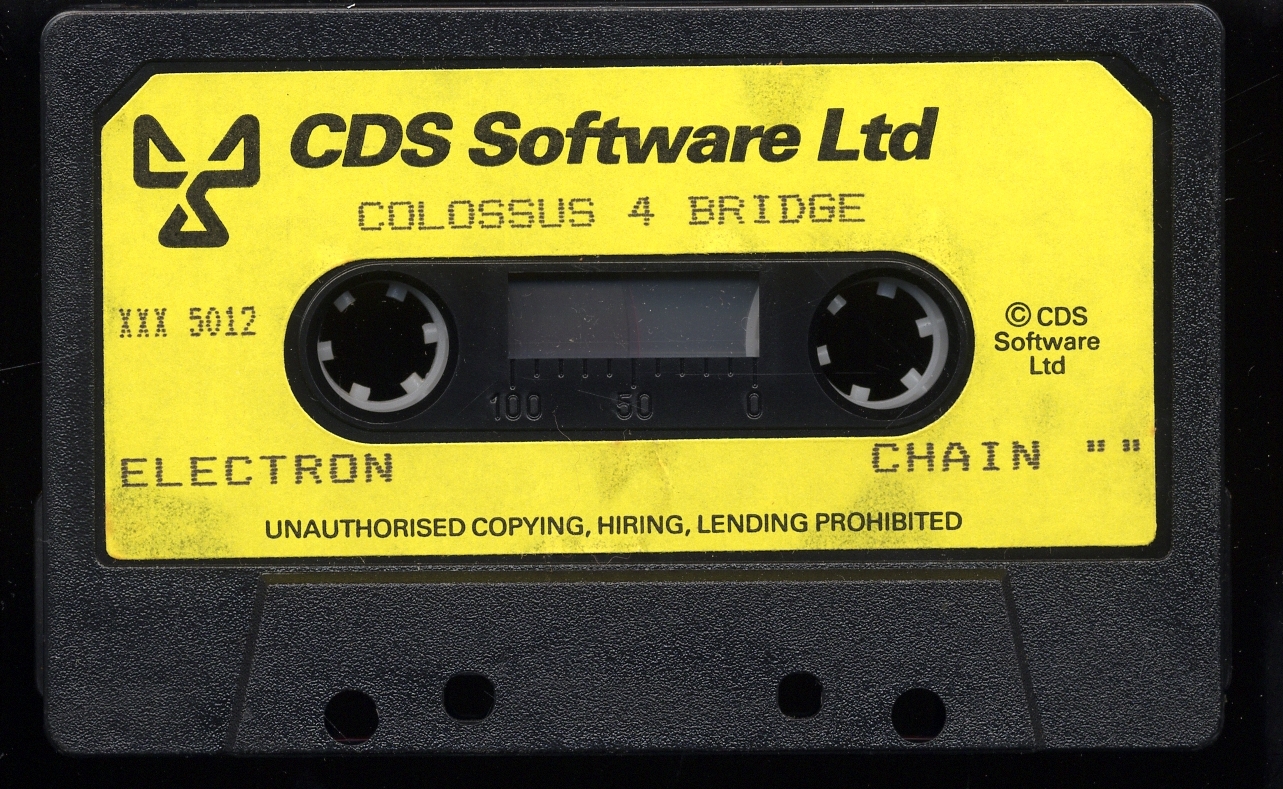 CDS Software Ltd
COLOSSUS 4 BRIDGE
XXX 5012
© CDS
Software
Ltd
100 50 0
ELECTRON
CHAIN ""
UNAUTHORISED COPYING, HIRING, LENDING PROHIBITED